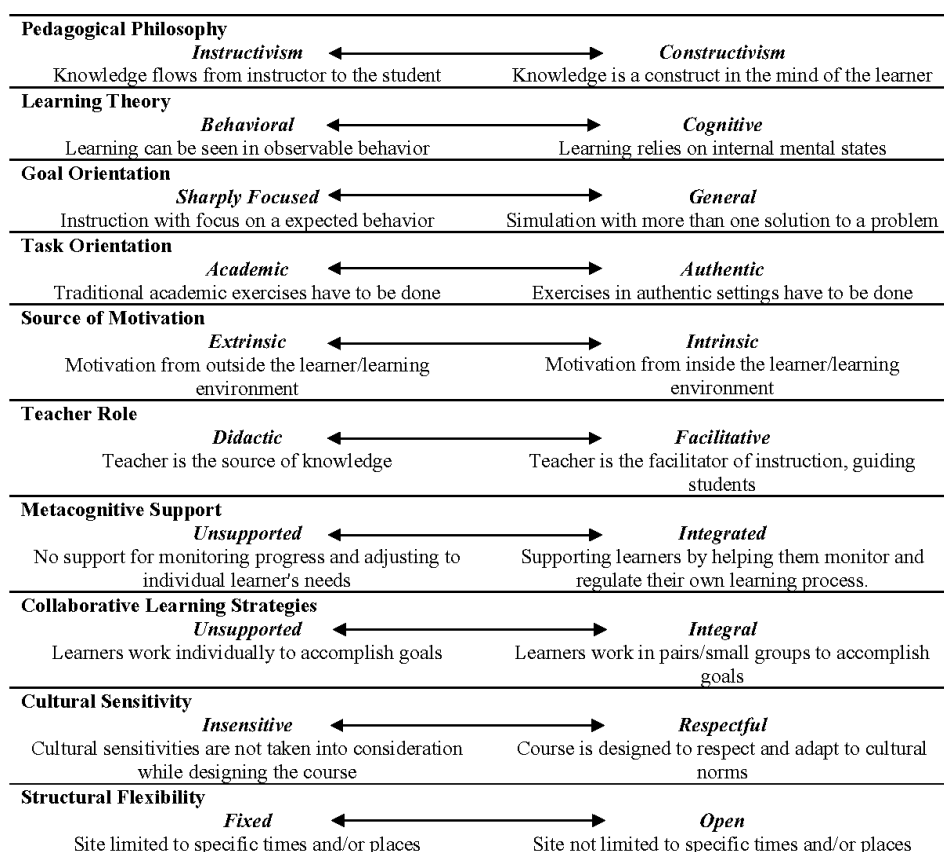 Pedagogical Philosophy
Instructivism Constructivism
Knowledge flows from instructor to the student Knowledge is a construct in the mind of the learner
Learning Theory
Behavioral Cognitive
Learning can be seen in observable behavior Learning relies on internal mental states
Goal Orientation
Sharply Focused General
Instruction with focus on a expected behavior Simulation with more than one solution to a problem
Task Orientation
Academic Authentic
Traditional academic exercises have to be done Exercises in authentic settings have to be done
Source of Motivation
Extrinsic Intrinsic
Motivation from outside the learner/learning Motivation from inside the learner/learning
environment environment
Teacher Role
Didactic Facilitative
Teacher is the source of knowledge Teacher is the facilitator of instruction, guiding
students
Metacognitive Support
Unsupported Integrated
No support for monitoring progress and adjusting to Supporting learners by helping them monitor and
individual learner's needs regulate their own learning process.
Collaborative Learning Strategies
Unsupported Integral
Learners work individually to accomplish goals Learners work in pairs/small groups to accomplish
goals
Cultural Sensitivity
Insensitive Respectful
Cultural sensitivities are not taken into consideration Course is designed to respect and adapt to cultural
while designing the course norms
Structural Flexibility
Fixed Open
Site limited to specific times and/or places Site not limited to specific times and/or places